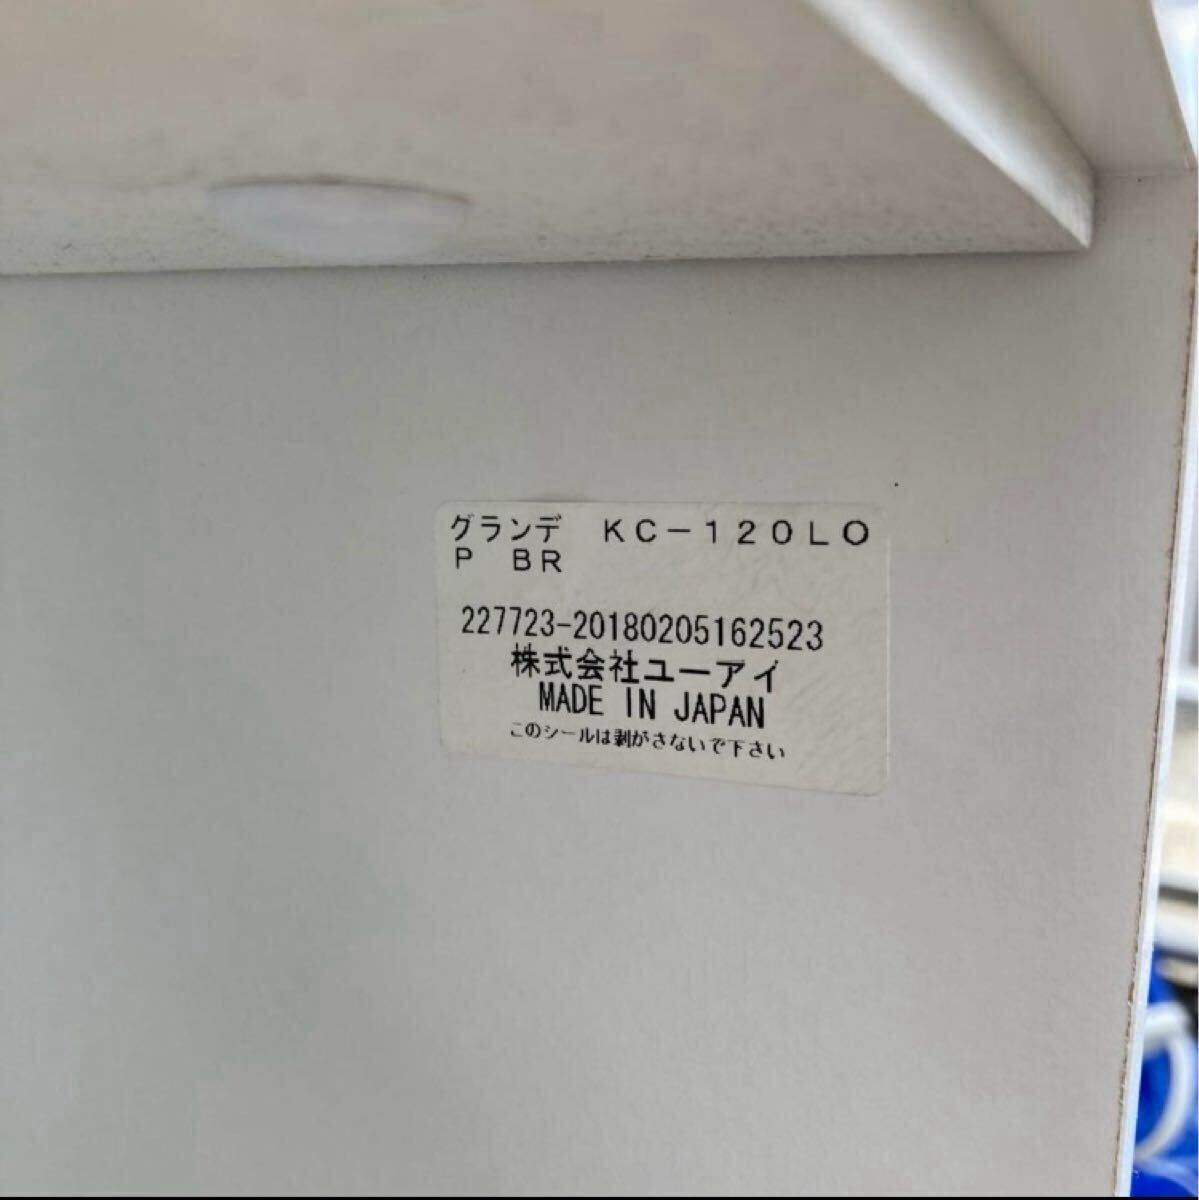 グランデ　ＫＣ－１２０ＬＯ
Ｐ　ＢＲ
227723-20180205162523
株式会社ユーアイ
MADE IN JAPAN
このシールは剥がさないで下さい